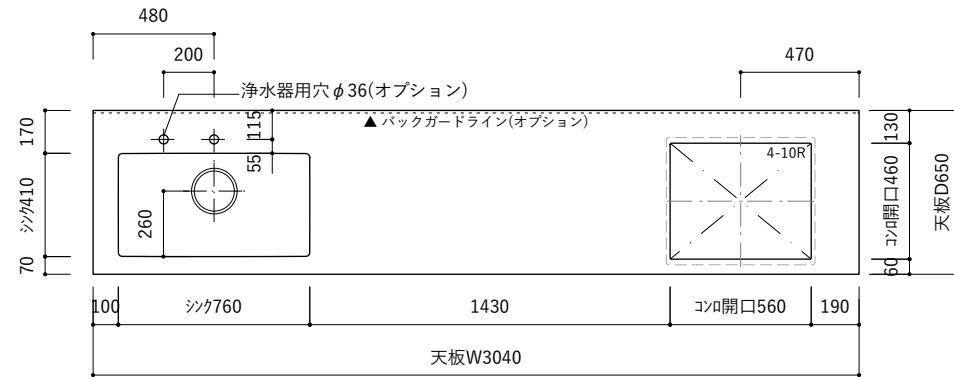 480
200
470
浄水器用穴φ36(オプション)
▲ バックガードライン(オプション)
170
115
130
55
4-10R
シンク410
260
コンロ開口460
天板D650
70
60
100
シンク760
1430
コンロ開口560
190
天板W3040